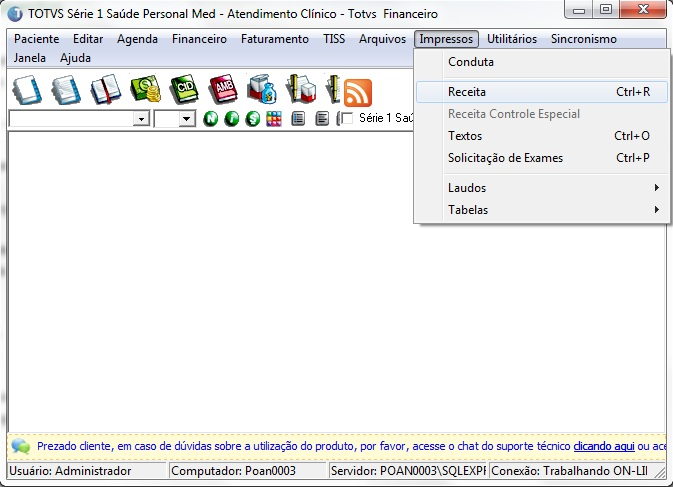 TOTVS Série 1 Saúde Personal Med - Atendimento Clínico - Totvs Financeiro
Paciente Editar Agenda Financeiro Faturamento TISS Arquivos Impressos Utilitários Sincronismo
Janela Ajuda
Conduta
Receita Ctrl+R
Receita Controle Especial
Textos Ctrl+O
Solicitação de Exames Ctrl+P
Laudos
Tabelas
CID
AMB
Série 1 Saú
Prezado cliente, em caso de dúvidas sobre a utilização do produto, por favor, acesse o chat do suporte técnico clicando aqui ou ace
Usuário: Administrador Computador: Poan0003 Servidor: POAN0003\SQLEXPF Conexão: Trabalhando ON-LII